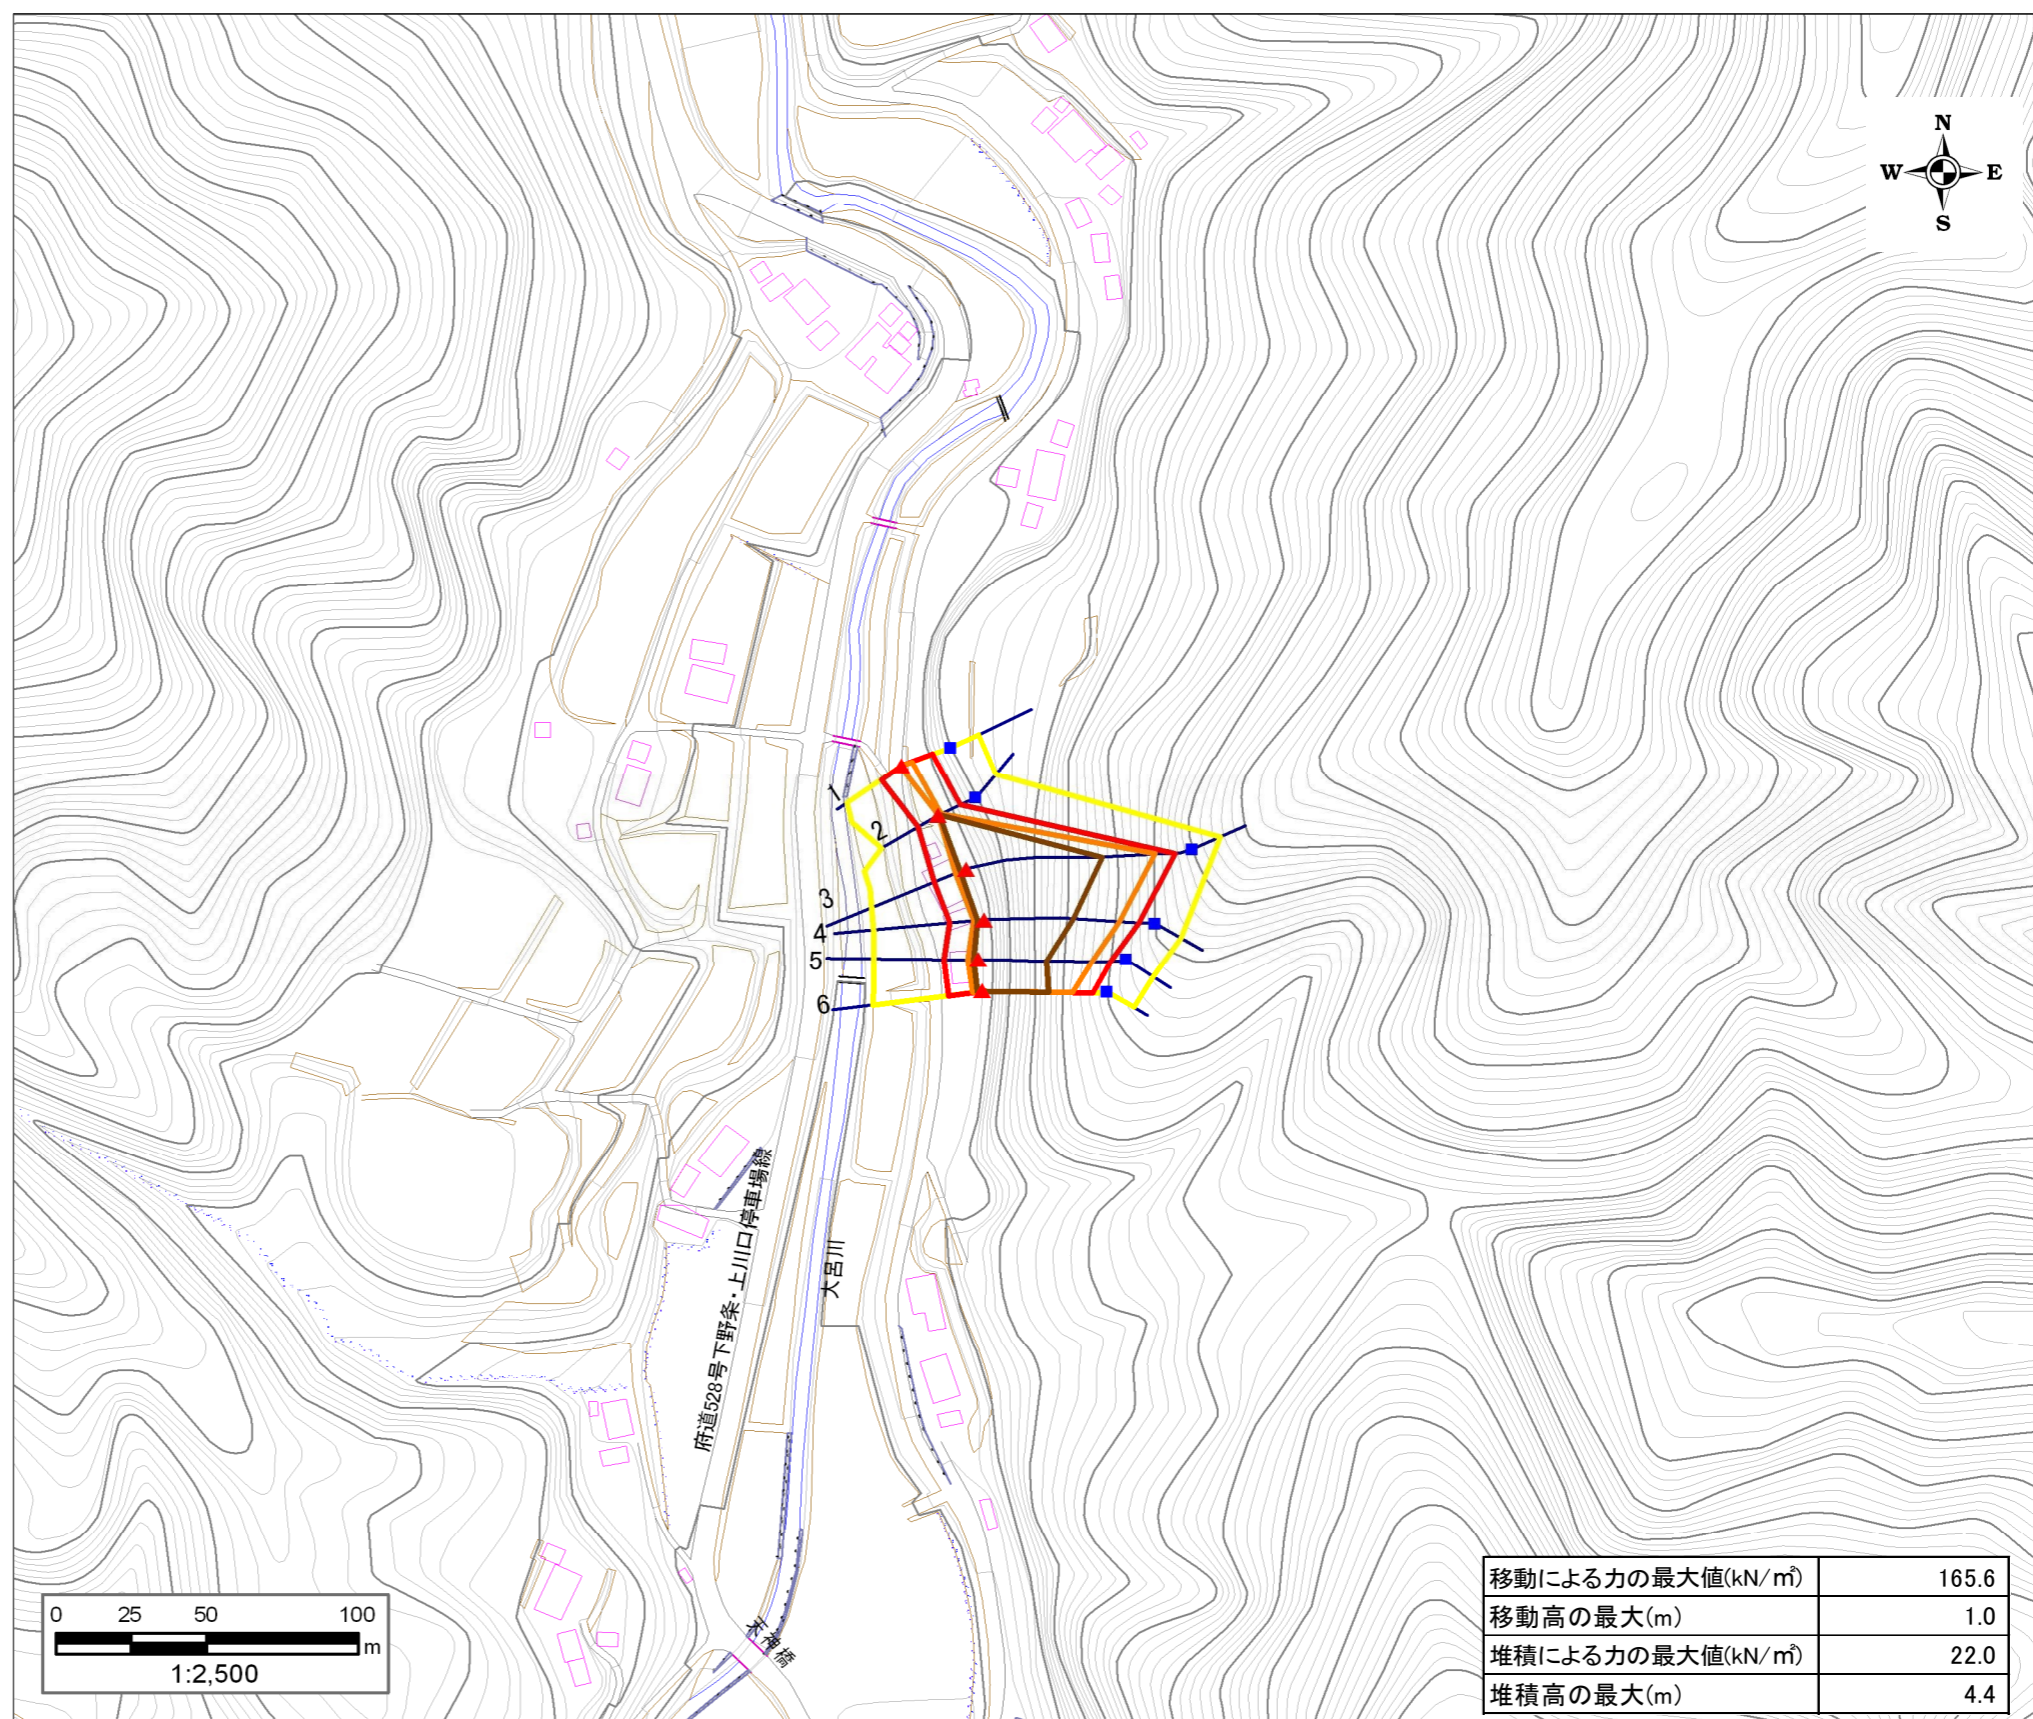 N
W E
S
1
2
3
4
5
6
府道528号下野条・上川口停車場線
大呂川
天神橋
0 25 50 100
m
1:2,500
移動による力の最大値(kN/㎡) 165.6
移動高の最大(m) 1.0
堆積による力の最大値(kN/㎡) 22.0
堆積高の最大(m) 4.4